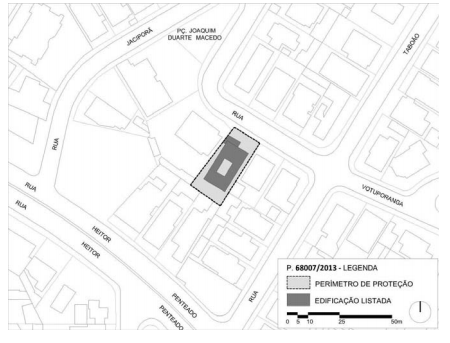 PÇ. JOAQUIM
DUARTE MACEDO
JACIPORÃ
RUA
TABOÃO
RUA
RUA
RUA
VOTUPORANGA
HEITOR
HEITOR
PENTEADO
PENTEADO
RUA
P. 68007/2013 - LEGENDA
PERÍMETRO DE PROTEÇÃO
EDIFICAÇÃO LISTADA
0 5 10 25 50m